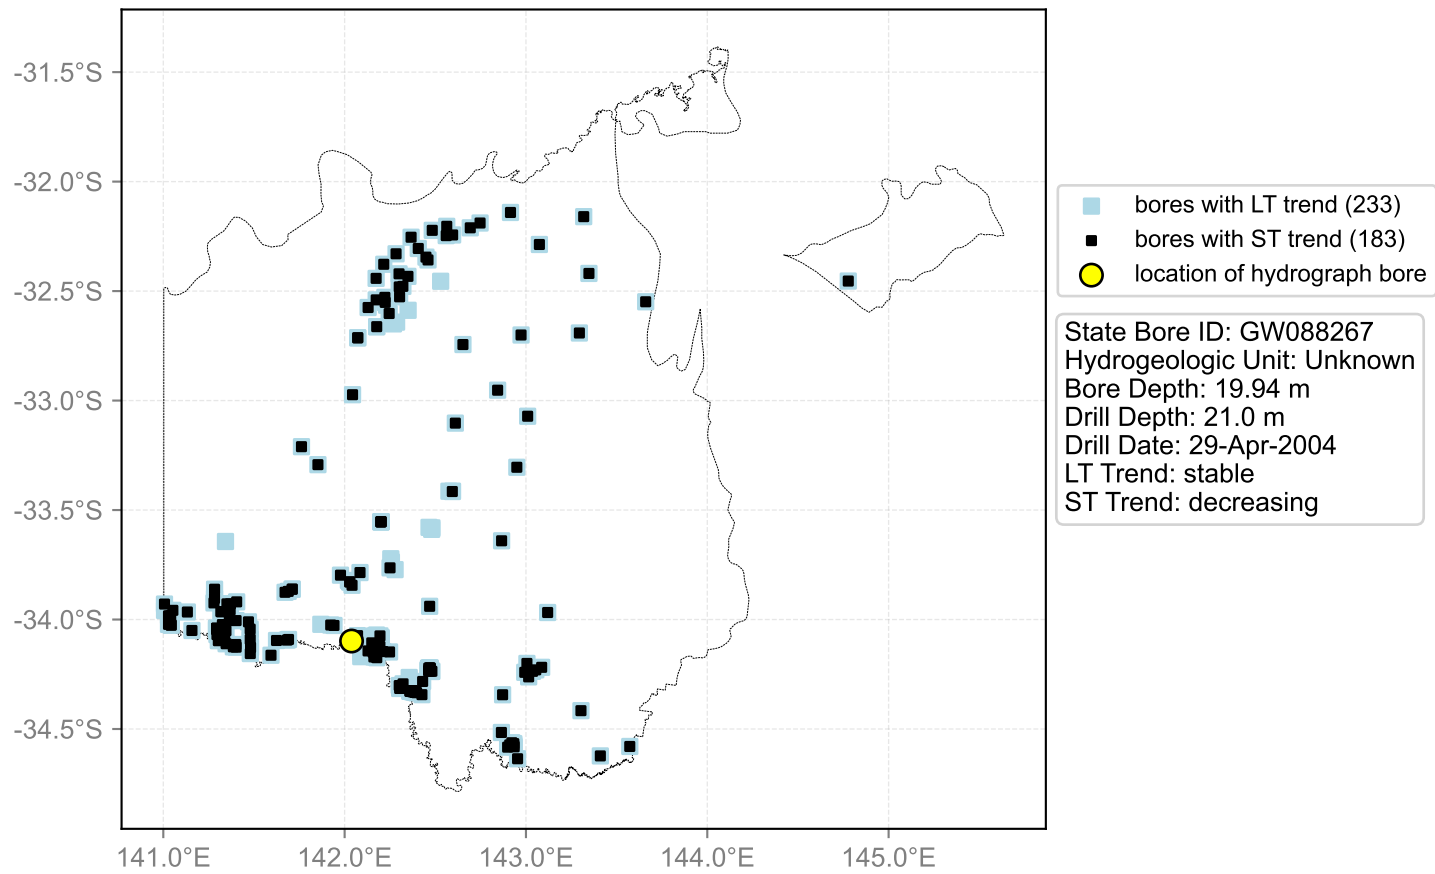 -31.5°S
-32.0°S
-32.5°S
-33.0°S
-33.5°S
-34.0°S
-34.5°S
141.0°E
142.0°E
143.0°E
144.0°E
145.0°E
bores with LT trend (233)
bores with ST trend (183)
location of hydrograph bore
State Bore ID: GW088267
Hydrogeologic Unit: Unknown
Bore Depth: 19.94 m
Drill Depth: 21.0 m
Drill Date: 29-Apr-2004
LT Trend: stable
ST Trend: decreasing